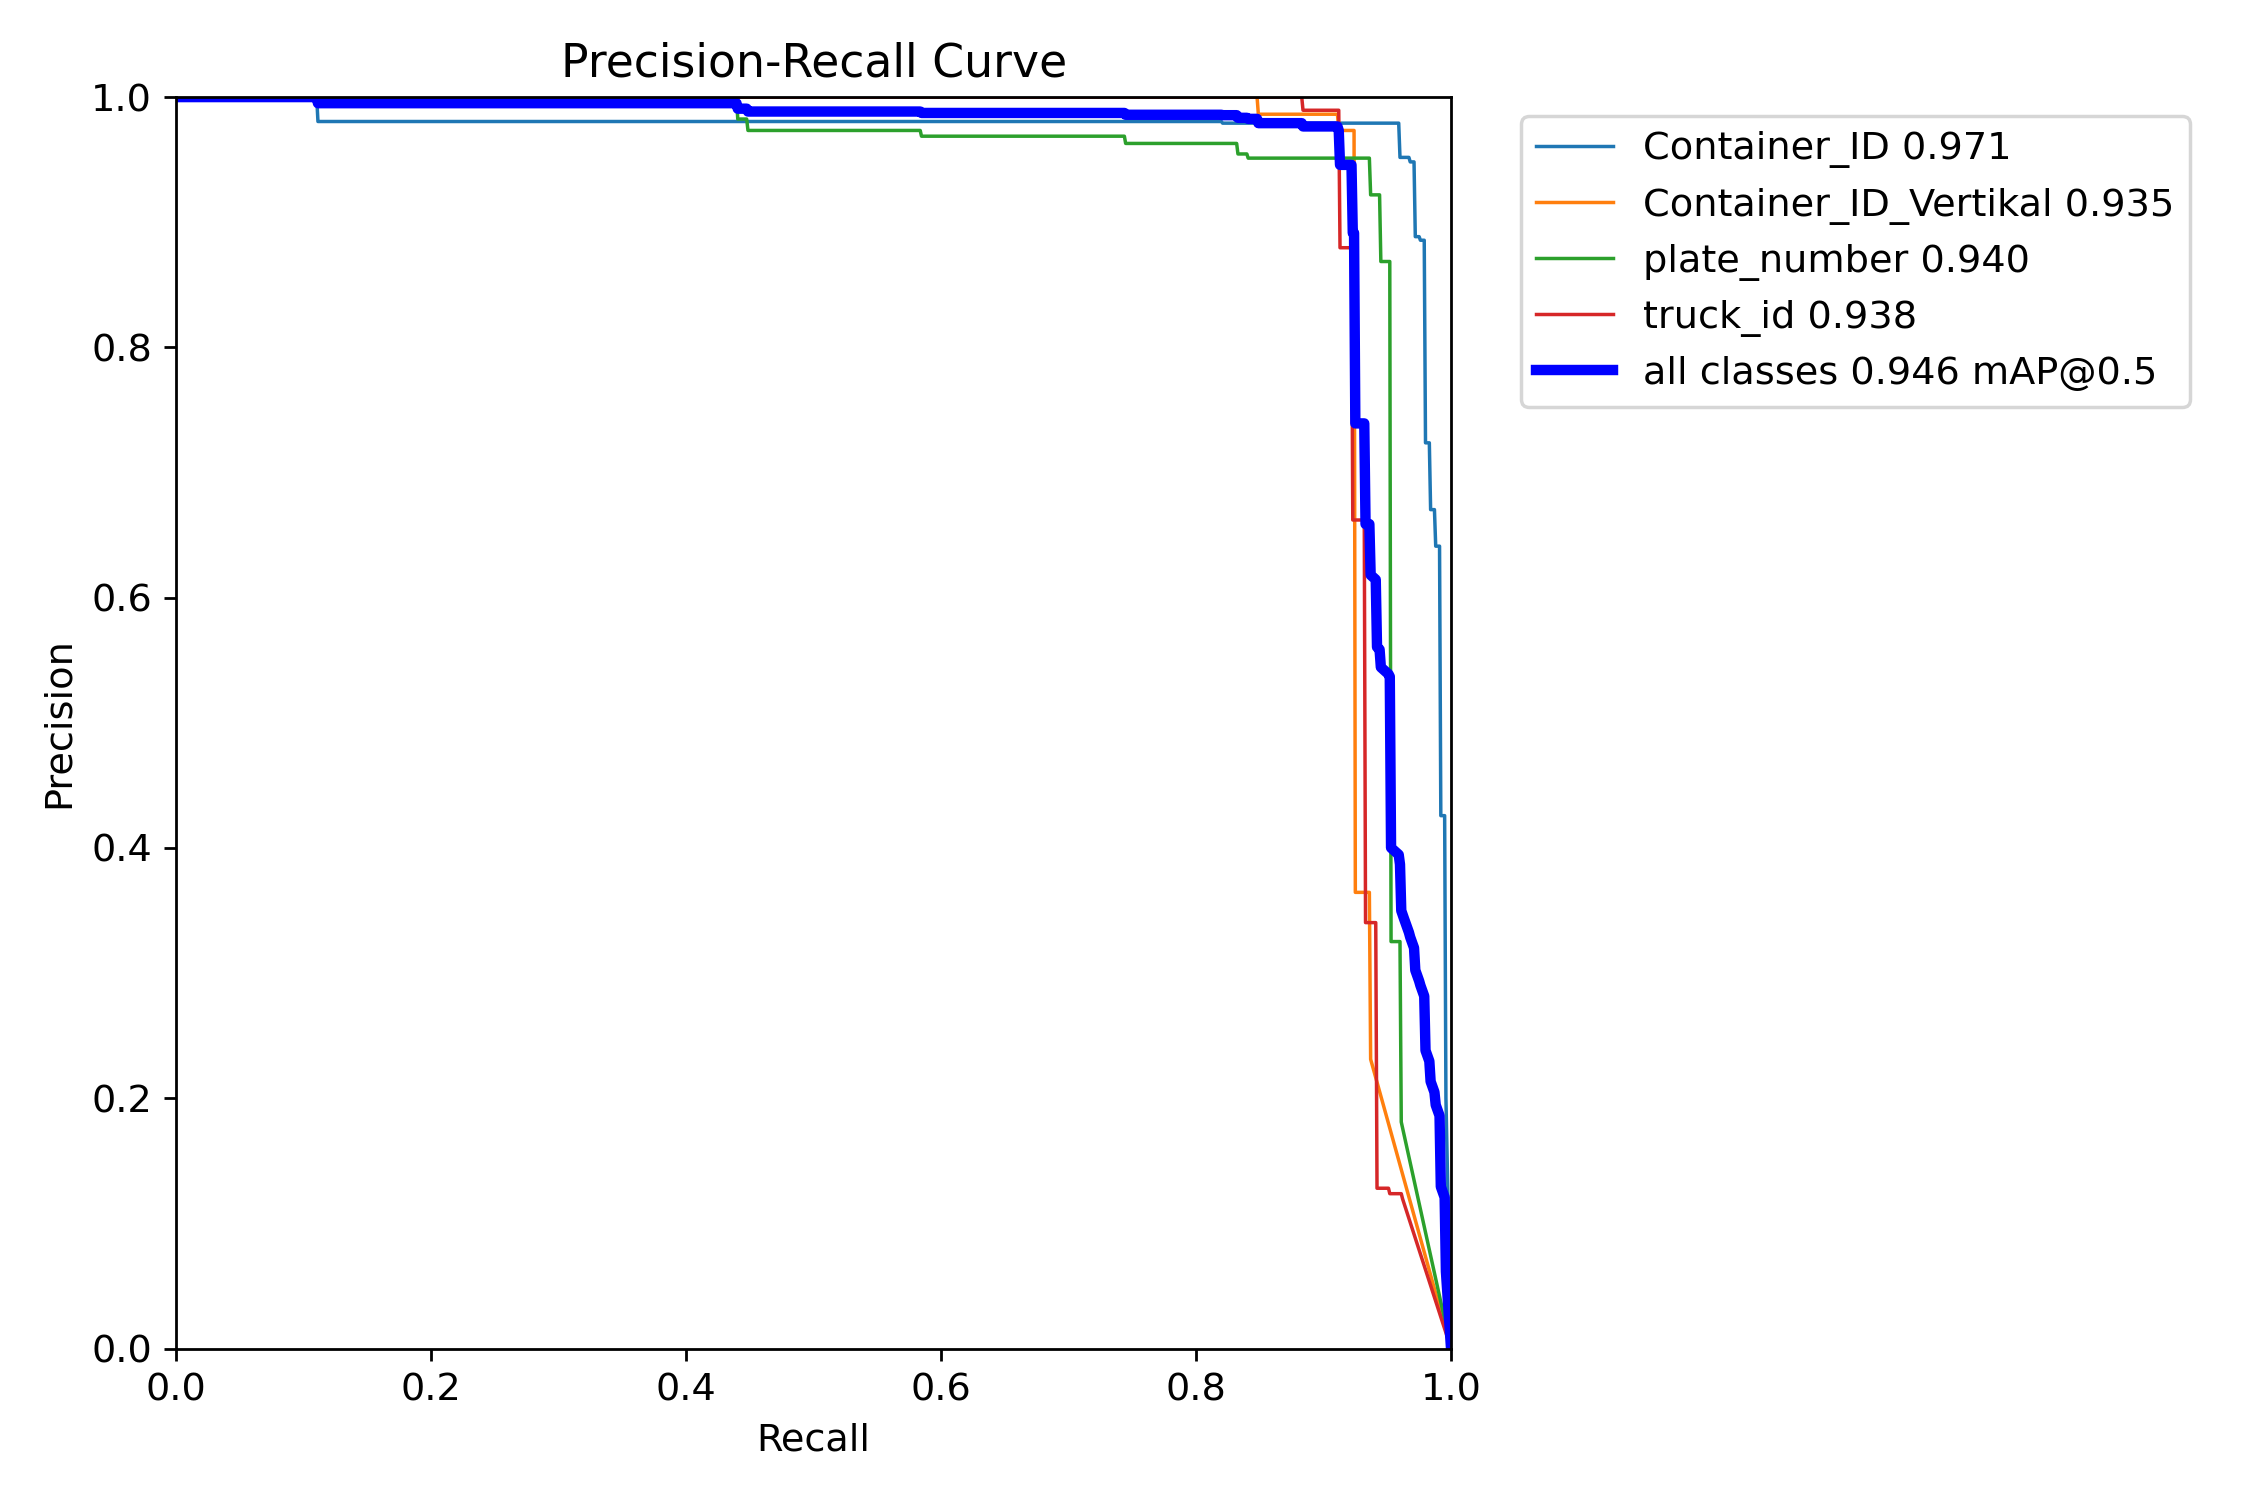 Precision-Recall Curve
1.0
0.8
0.6
0.4
0.2
0.0
Precision
0.0 0.2 0.4 0.6 0.8 1.0
Recall
Container_ID 0.971
Container_ID_Vertikal 0.935
plate_number 0.940
truck_id 0.938
all classes 0.946 mAP@0.5